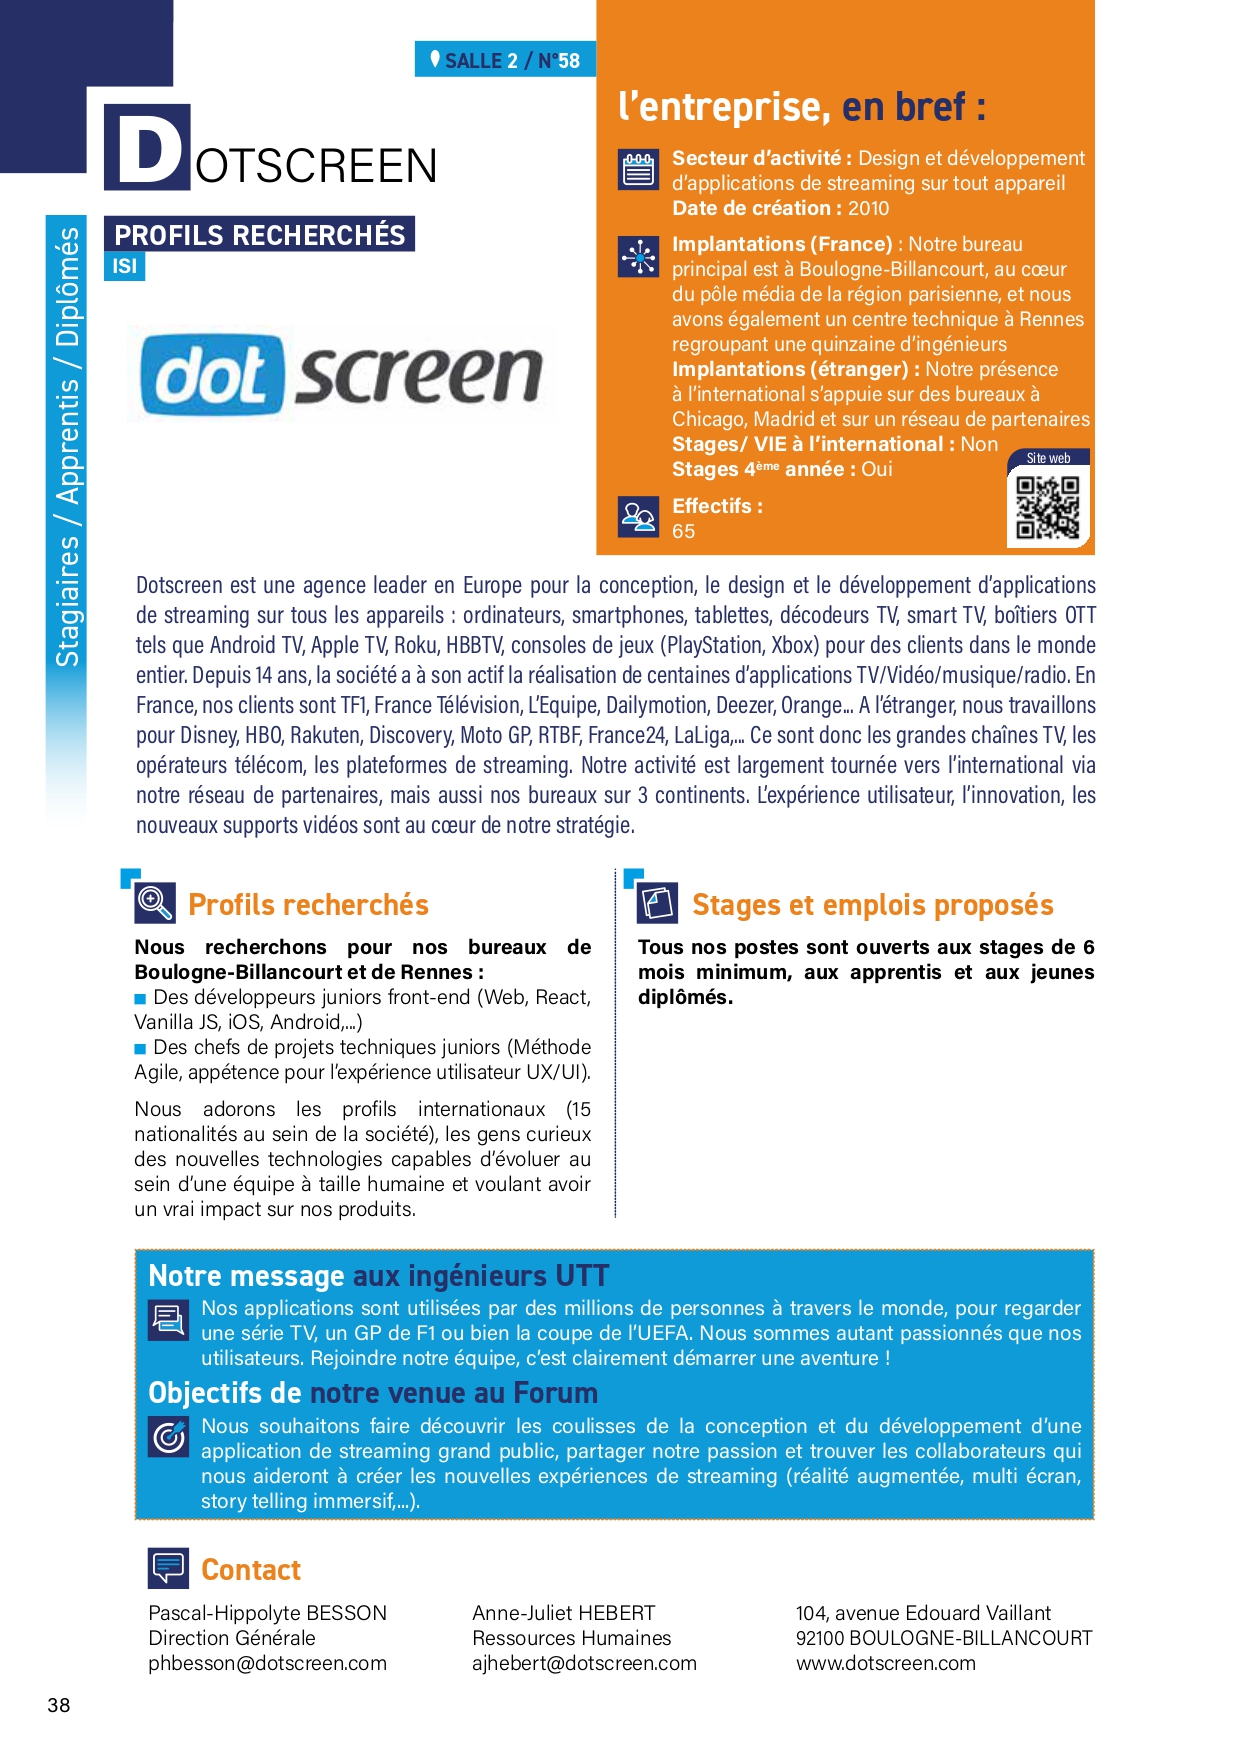 SALLE 2 / N°58
DOTSCREEN
PROFILS RECHERCHÉS
ISI
Stagiaires / Apprentis / Diplômés
dot screen
l’entreprise, en bref :
Secteur d’activité : Design et développement
d’applications de streaming sur tout appareil
Date de création : 2010
Implantations (France) : Notre bureau
principal est à Boulogne-Billancourt, au cœur
du pôle média de la région parisienne, et nous
avons également un centre technique à Rennes
regroupant une quinzaine d’ingénieurs
Implantations (étranger) : Notre présence
à l’international s’appuie sur des bureaux à
Chicago, Madrid et sur un réseau de partenaires
Stages/ VIE à l’international : Non
Stages 4ème année : Oui
Site web
Effectifs :
65
Dotscreen est une agence leader en Europe pour la conception, le design et le développement d’applications
de streaming sur tous les appareils : ordinateurs, smartphones, tablettes, décodeurs TV, smart TV, boîtiers OTT
tels que Android TV, Apple TV, Roku, HBBTV, consoles de jeux (PlayStation, Xbox) pour des clients dans le monde
entier. Depuis 14 ans, la société a à son actif la réalisation de centaines d’applications TV/Vidéo/musique/radio. En
France, nos clients sont TF1, France Télévision, L’Equipe, Dailymotion, Deezer, Orange... A l’étranger, nous travaillons
pour Disney, HBO, Rakuten, Discovery, Moto GP, RTBF, France24, LaLiga,... Ce sont donc les grandes chaînes TV, les
opérateurs télécom, les plateformes de streaming. Notre activité est largement tournée vers l’international via
notre réseau de partenaires, mais aussi nos bureaux sur 3 continents. L’expérience utilisateur, l’innovation, les
nouveaux supports vidéos sont au cœur de notre stratégie.
Profils recherchés
Nous recherchons pour nos bureaux de
Boulogne-Billancourt et de Rennes :
■ Des développeurs juniors front-end (Web, React,
Vanilla JS, iOS, Android,...)
■ Des chefs de projets techniques juniors (Méthode
Agile, appétence pour l’expérience utilisateur UX/UI).
Nous adorons les profils internationaux (15
nationalités au sein de la société), les gens curieux
des nouvelles technologies capables d’évoluer au
sein d’une équipe à taille humaine et voulant avoir
un vrai impact sur nos produits.
Stages et emplois proposés
Tous nos postes sont ouverts aux stages de 6
mois minimum, aux apprentis et aux jeunes
diplômés.
Notre message aux ingénieurs UTT
Nos applications sont utilisées par des millions de personnes à travers le monde, pour regarder
une série TV, un GP de F1 ou bien la coupe de l’UEFA. Nous sommes autant passionnés que nos
utilisateurs. Rejoindre notre équipe, c’est clairement démarrer une aventure !
Objectifs de notre venue au Forum
Nous souhaitons faire découvrir les coulisses de la conception et du développement d’une
application de streaming grand public, partager notre passion et trouver les collaborateurs qui
nous aideront à créer les nouvelles expériences de streaming (réalité augmentée, multi écran,
story telling immersif,...).
Contact
Pascal-Hippolyte BESSON
Direction Générale
phbesson@dotscreen.com
Anne-Juliet HEBERT
Ressources Humaines
ajhebert@dotscreen.com
104, avenue Edouard Vaillant
92100 BOULOGNE-BILLANCOURT
www.dotscreen.com
38